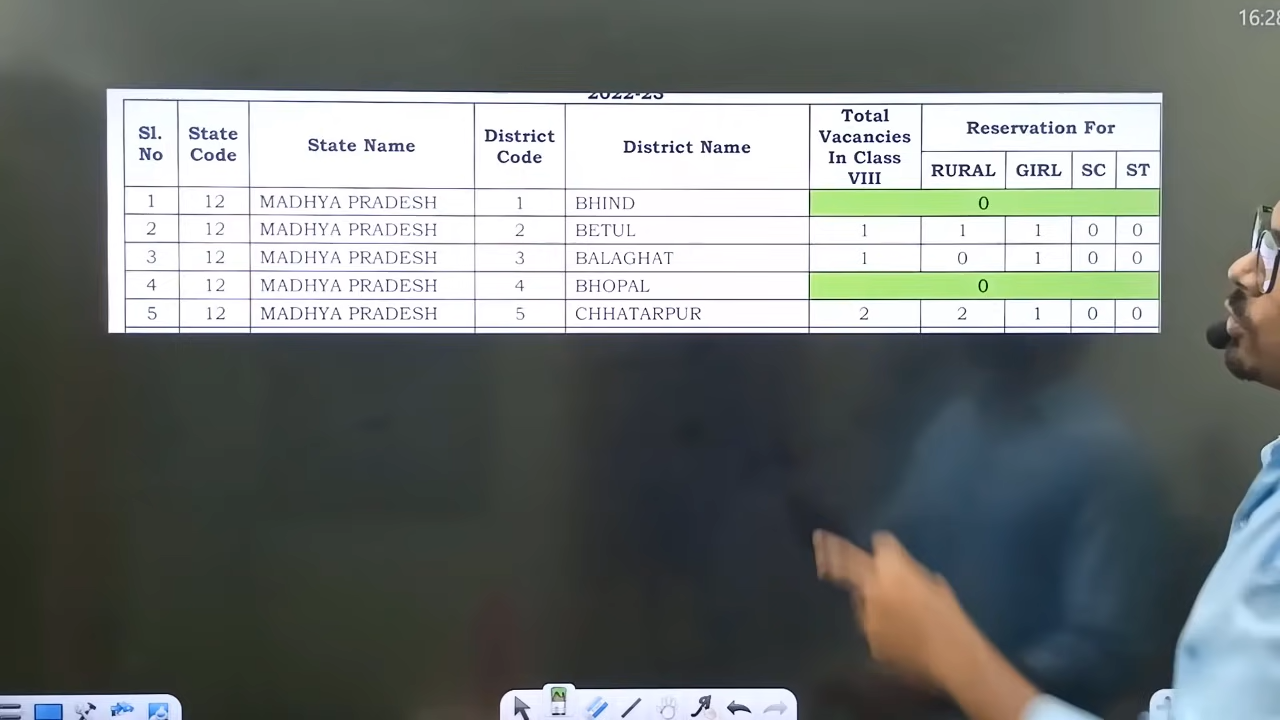 16:28
2022-23
Sl. No | State Code | State Name | District Code | District Name | Total Vacancies In Class VIII | Reservation For
RURAL | GIRL | SC | ST
1 | 12 | MADHYA PRADESH | 1 | BHIND | 0
2 | 12 | MADHYA PRADESH | 2 | BETUL | 1 | 1 | 1 | 0 | 0
3 | 12 | MADHYA PRADESH | 3 | BALAGHAT | 1 | 0 | 1 | 0 | 0
4 | 12 | MADHYA PRADESH | 4 | BHOPAL | 0
5 | 12 | MADHYA PRADESH | 5 | CHHATARPUR | 2 | 2 | 1 | 0 | 0